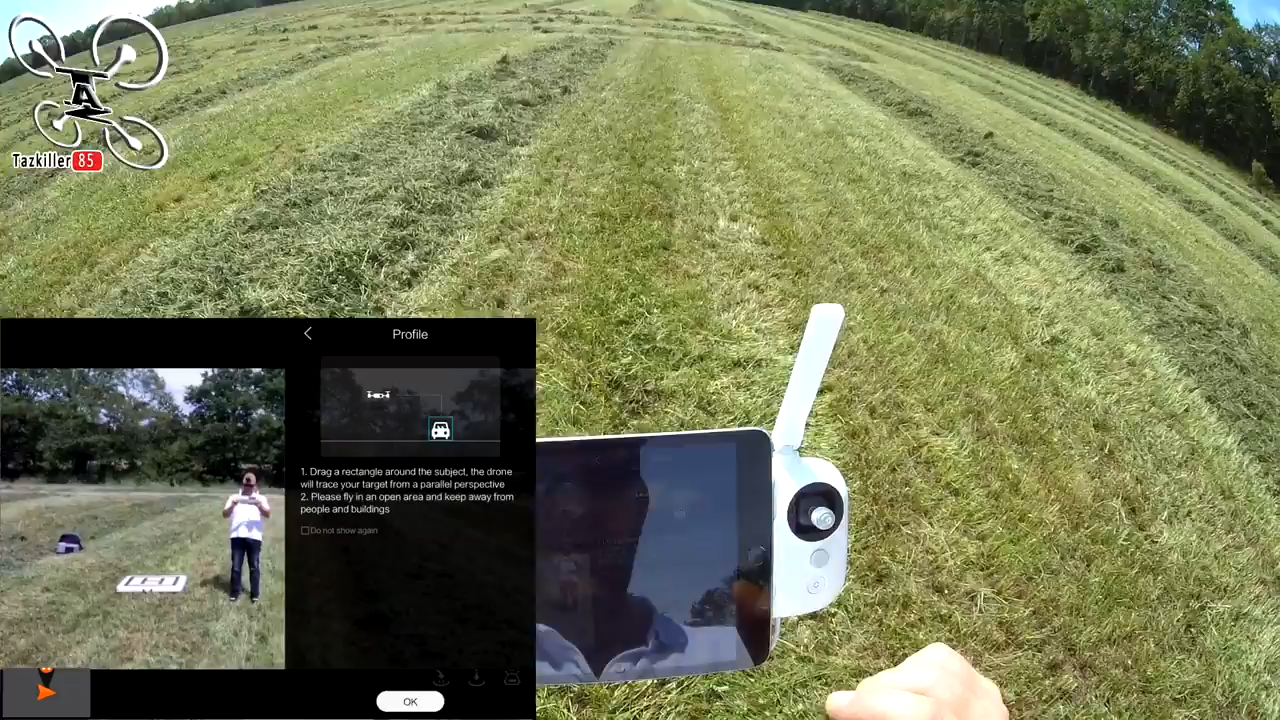 Tazkiller 85
A
Profile
1. Drag a rectangle around the subject, the drone
will trace your target from a parallel perspective
2. Please fly in an open area and keep away from
people and buildings
Do not show again
H
OK